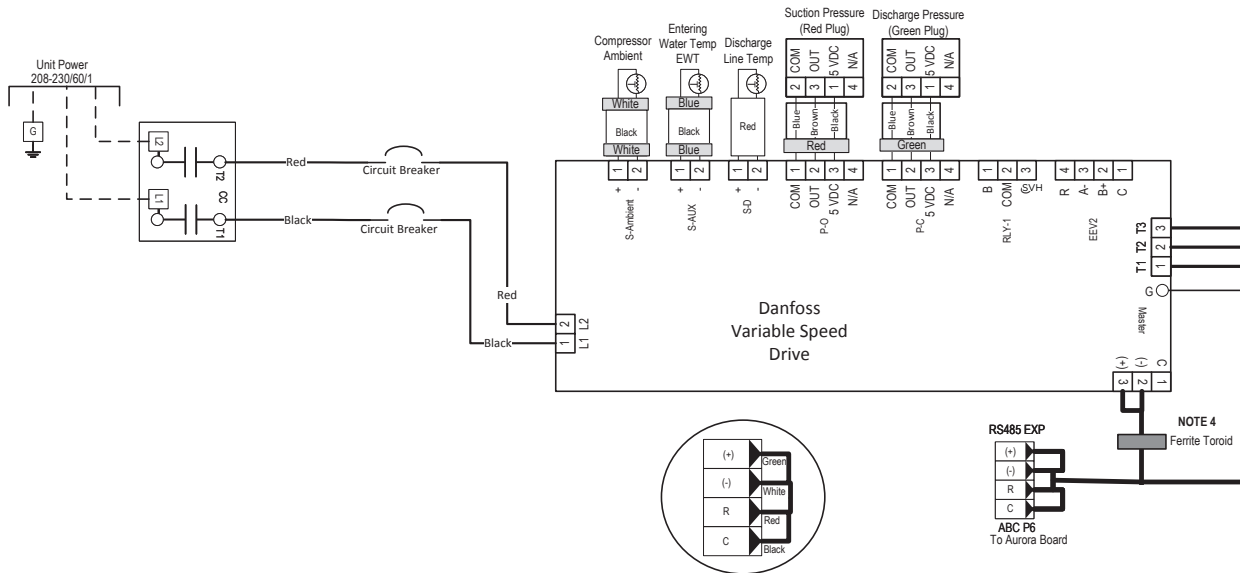 Unit Power
208-230/60/1
G
L2
L1
T2
CC
T1
Red
Circuit Breaker
Black
Circuit Breaker
Red
Black
Compressor
Ambient
White
Black
White
1 2
+ -
S-Ambient
Entering
Water Temp
EWT
Blue
Black
Blue
1 2
+ -
S-AUX
Discharge
Line Temp
Red
1 2
+ -
S-D
Suction Pressure
(Red Plug)
COM OUT 5 VDC N/A
2 3 1 4
Blue Brown Black
Red
1 2 3 4
COM OUT 5 VDC N/A
P-O
Discharge Pressure
(Green Plug)
COM OUT 5 VDC N/A
2 3 1 4
Blue Brown Black
Green
1 2 3 4
COM OUT 5 VDC N/A
P-C
1 2 3
B COM SVH
RLY-1
4 3 2 1
R A- B+ C
EEV2
T3 3
T2 2
T1 1
G
Master
2 L2
1 L1
Danfoss
Variable Speed
Drive
(+) (-) C
3 2 1
NOTE 4
Ferrite Toroid
RS485 EXP
(+)
(-)
R
C
ABC P6
To Aurora Board
(+)
Green
(-)
White
R
Red
C
Black